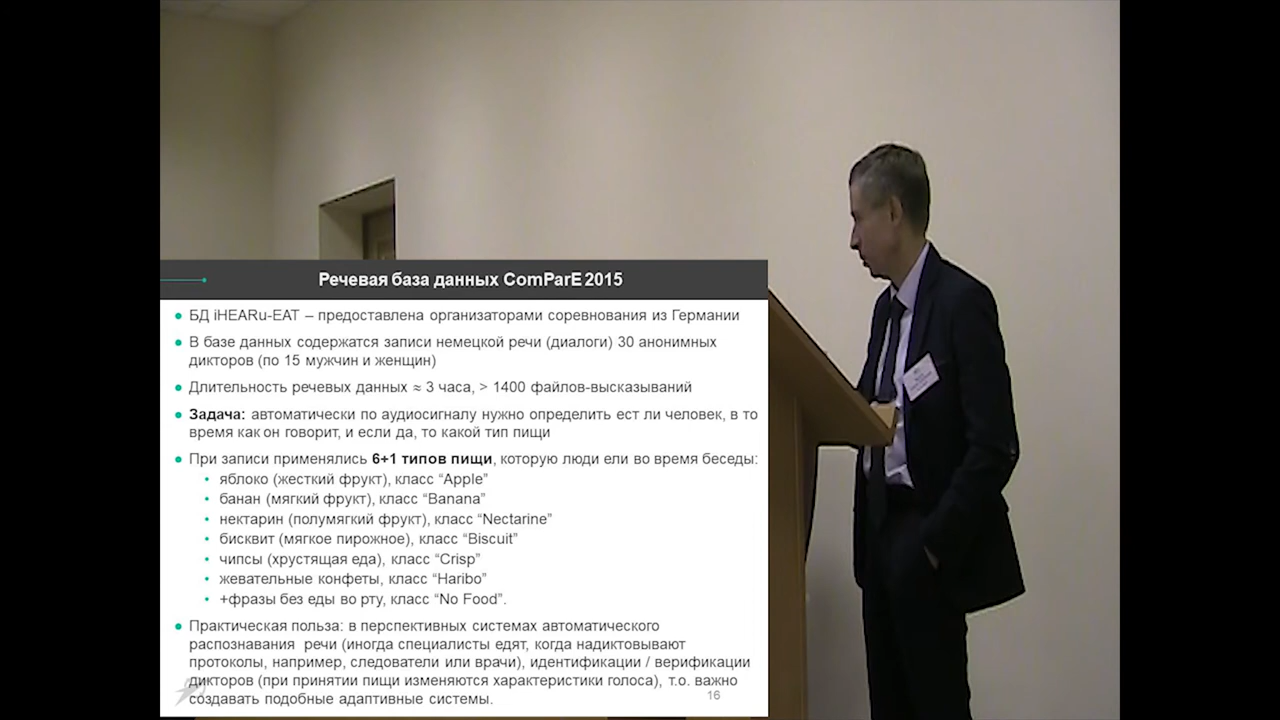 Речевая база данных ComParE 2015
БД iHEARu-EAT – предоставлена организаторами соревнования из Германии
В базе данных содержатся записи немецкой речи (диалоги) 30 анонимных
дикторов (по 15 мужчин и женщин)
Длительность речевых данных ≈ 3 часа, > 1400 файлов-высказываний
Задача: автоматически по аудиосигналу нужно определить ест ли человек, в то
время как он говорит, и если да, то какой тип пищи
При записи применялись 6+1 типов пищи, которую люди ели во время беседы:
яблоко (жесткий фрукт), класс “Apple”
банан (мягкий фрукт), класс “Banana”
нектарин (полумягкий фрукт), класс “Nectarine”
бисквит (мягкое пирожное), класс “Biscuit”
чипсы (хрустящая еда), класс “Crisp”
жевательные конфеты, класс “Haribo”
+фразы без еды во рту, класс “No Food”.
Практическая польза: в перспективных системах автоматического
распознавания речи (иногда специалисты едят, когда надиктовывают
протоколы, например, следователи или врачи), идентификации / верификации
дикторов (при принятии пищи изменяются характеристики голоса), т.о. важно
создавать подобные адаптивные системы.
16